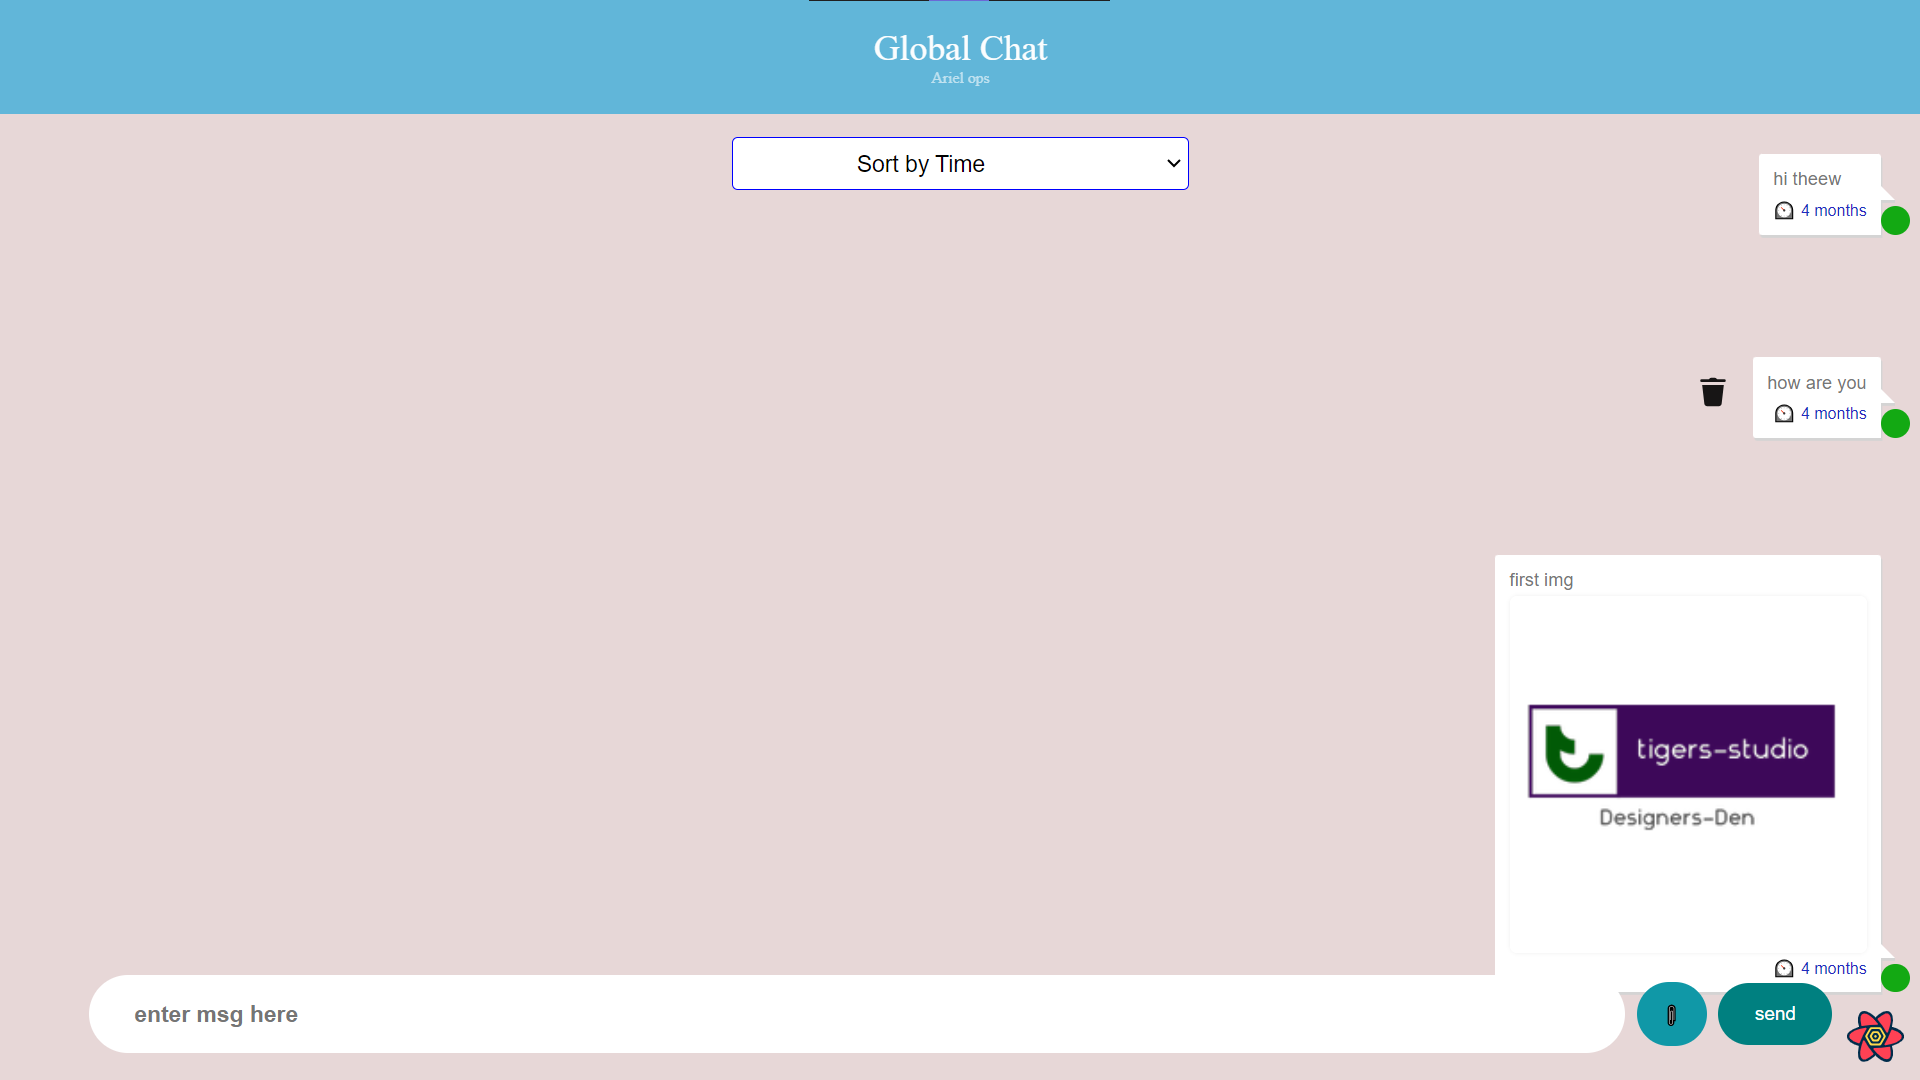 Global Chat
Ariel ops
Sort by Time
hi theew
4 months
how are you
4 months
first img
tigers-studio
Designers-Den
4 months
enter msg here
send